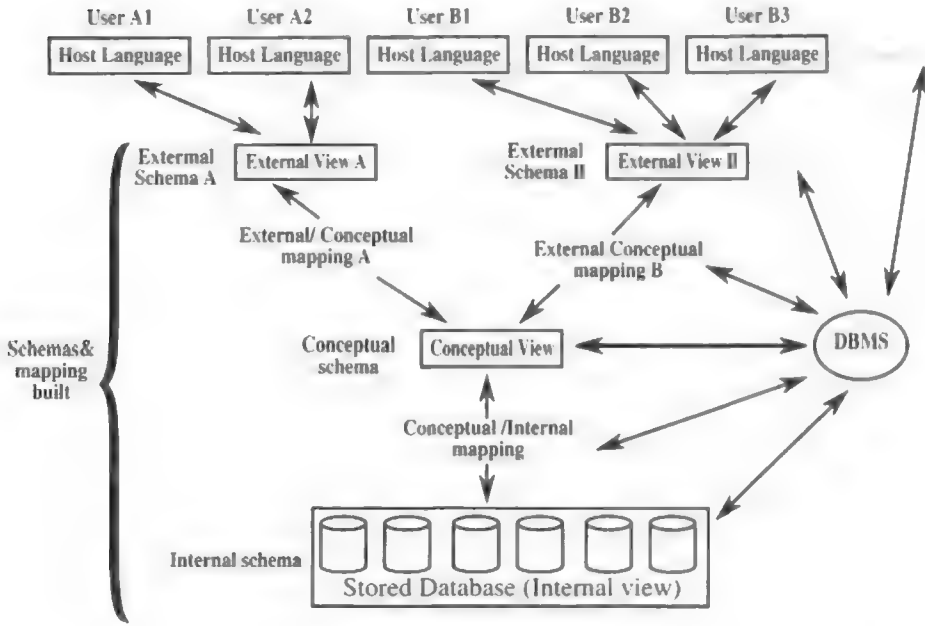 User A1 User A2 User B1 User B2 User B3
Host Language Host Language Host Language Host Language Host Language
Extermal
Schema A
External View A
Extermal
Schema II
External View II
External/ Conceptual
mapping A
External Conceptual
mapping B
Schemas&
mapping
built
Conceptual
schema
Conceptual View
DBMS
Conceptual /Internal
mapping
Internal schema
Stored Database (Internal view)